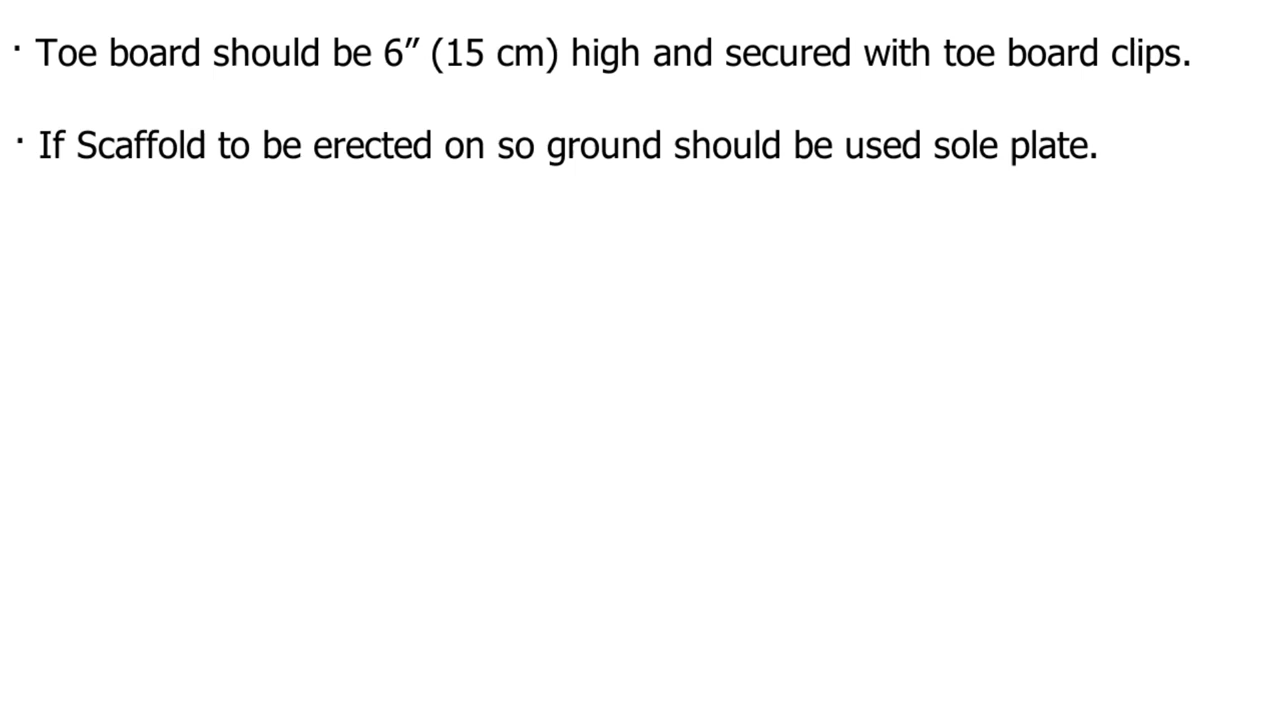 · Toe board should be 6” (15 cm) high and secured with toe board clips.
· If Scaffold to be erected on so ground should be used sole plate.